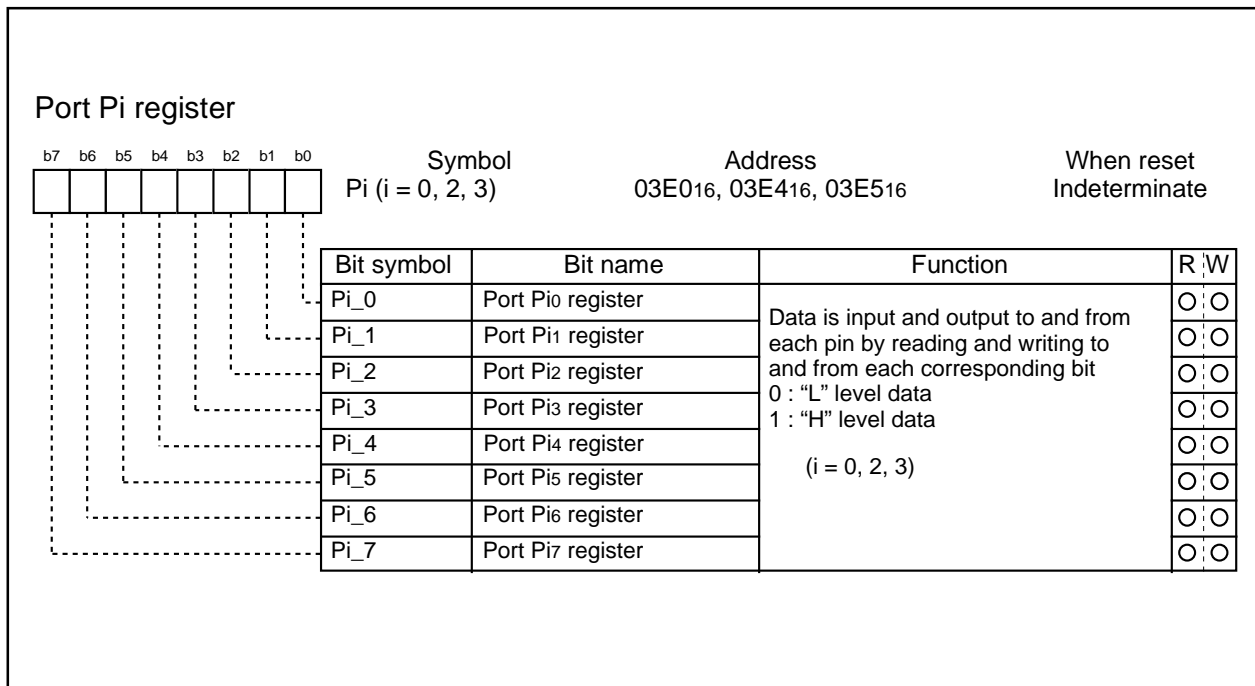 Port Pi register
b7 b6 b5 b4 b3 b2 b1 b0
Symbol Address When reset
Pi (i = 0, 2, 3) 03E016, 03E416, 03E516 Indeterminate
Bit symbol Bit name Function R W
Pi_0 Port Pi0 register
Pi_1 Port Pi1 register
Pi_2 Port Pi2 register
Pi_3 Port Pi3 register
Pi_4 Port Pi4 register
Pi_5 Port Pi5 register
Pi_6 Port Pi6 register
Pi_7 Port Pi7 register
Data is input and output to and from
each pin by reading and writing to
and from each corresponding bit
0 : “L” level data
1 : “H” level data
(i = 0, 2, 3)